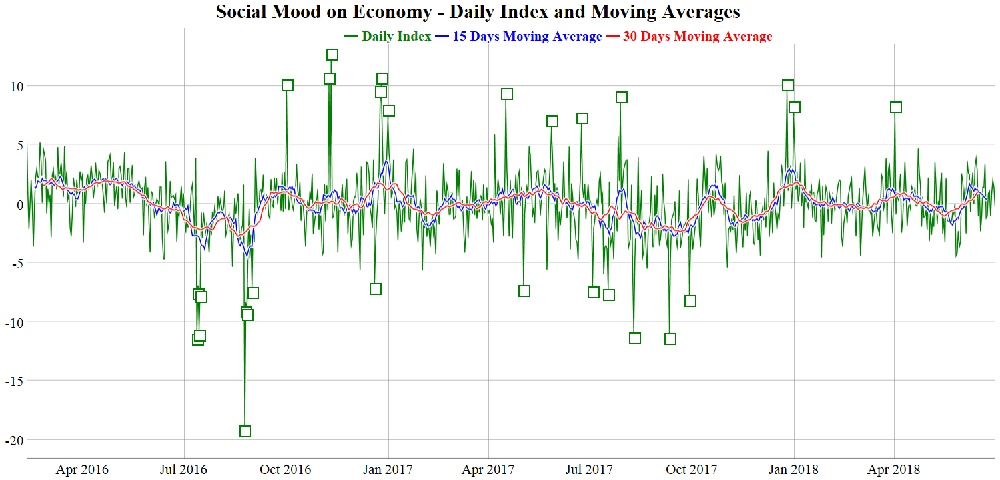 Social Mood on Economy - Daily Index and Moving Averages
Daily Index 15 Days Moving Average 30 Days Moving Average
10
5
0
-5
-10
-15
-20
Apr 2016 Jul 2016 Oct 2016 Jan 2017 Apr 2017 Jul 2017 Oct 2017 Jan 2018 Apr 2018